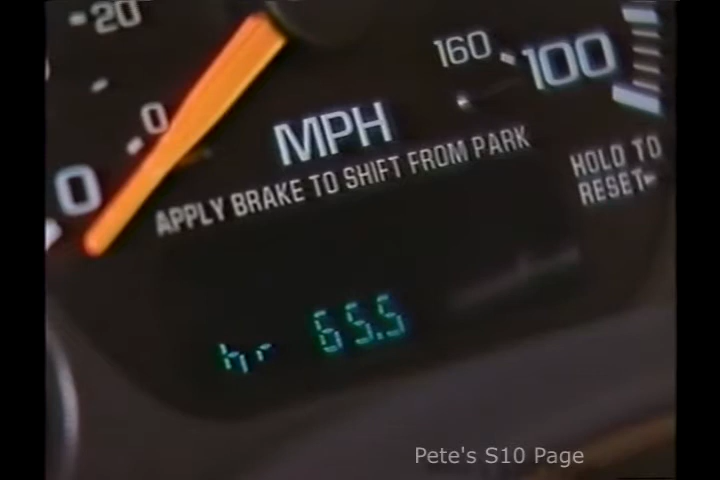 20
160
100
0
MPH
0
APPLY BRAKE TO SHIFT FROM PARK
HOLD TO
RESET
hr 65.5
Pete's S10 Page